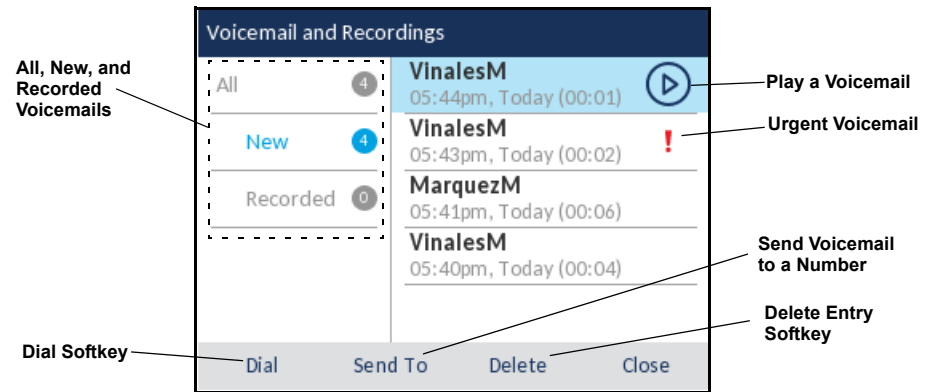 Voicemail and Recordings
All, New, and
Recorded
Voicemails
All 4
New 4
Recorded 0
VinalesM
05:44pm, Today (00:01)
VinalesM
05:43pm, Today (00:02)
!
MarquezM
05:41pm, Today (00:06)
VinalesM
05:40pm, Today (00:04)
Play a Voicemail
Urgent Voicemail
Send Voicemail
to a Number
Delete Entry
Softkey
Dial Softkey
Dial Send To Delete Close